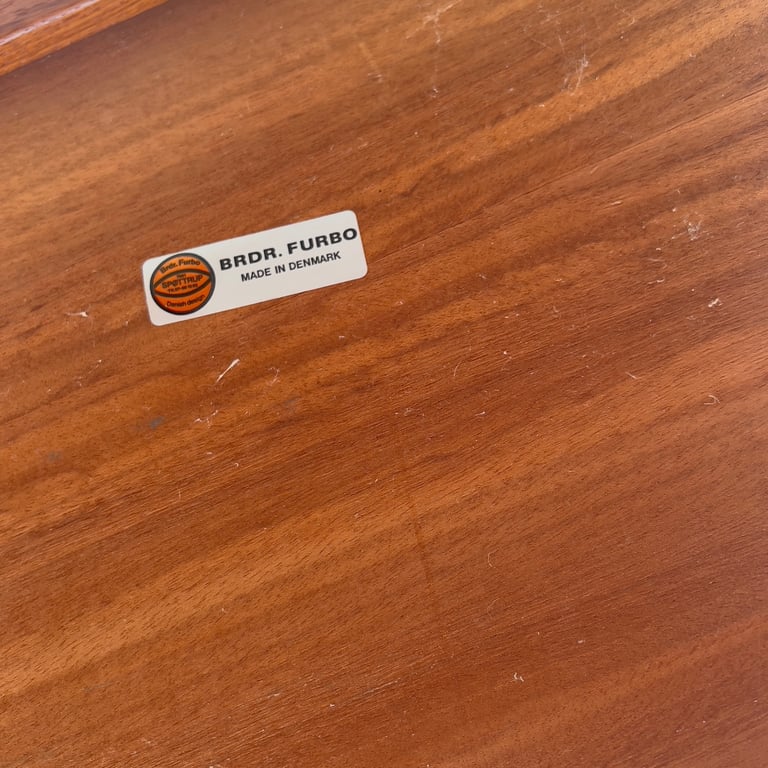 Brdr. Furbo
SPØTTRUP
Danish design
BRDR. FURBO
MADE IN DENMARK